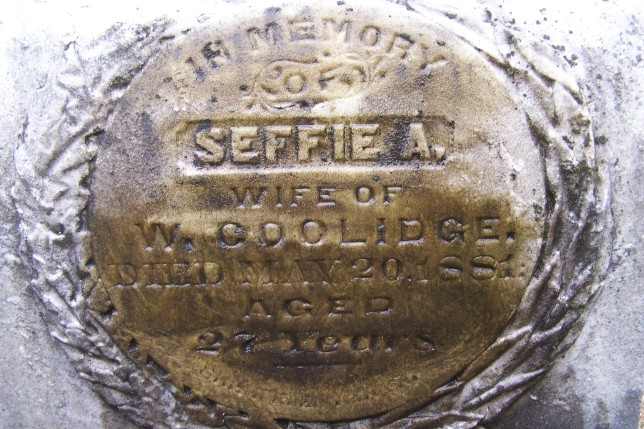 IN MEMORY
OF
SEFFIE A.
WIFE OF
W. COOLIDGE.
DIED MAY 20, 1881.
AGED
27 Years